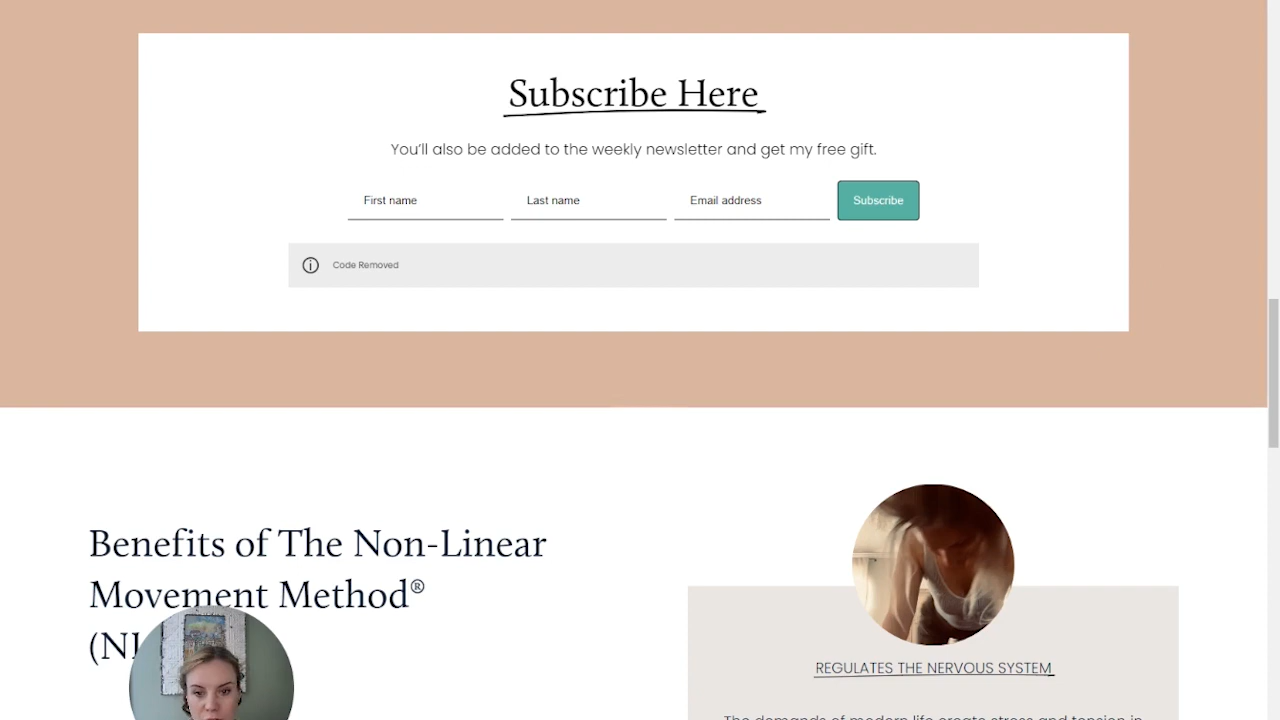 Subscribe Here
You'll also be added to the weekly newsletter and get my free gift.
First name
Last name
Email address
Subscribe
Code Removed
Benefits of The Non-Linear
Movement Method®
REGULATES THE NERVOUS SYSTEM
The demands of modern life create stress and tension in